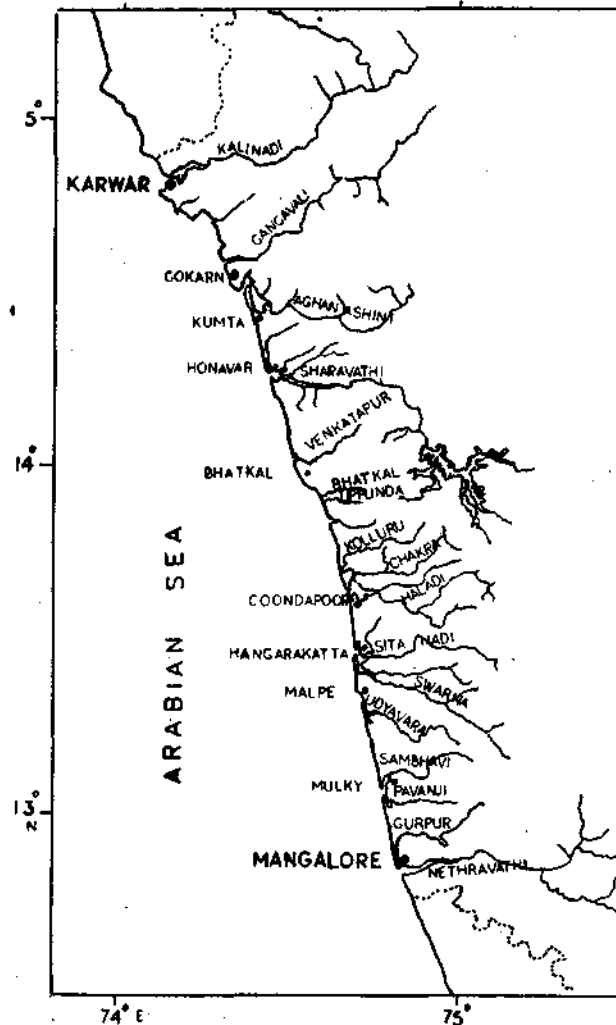 5°
KALINADI
KARWAR
GANGAVALI
GOKARN
AGHANASHINI
KUMTA
HONAVAR
SHARAVATHI
VENKATAPUR
14°
BHATKAL
BHATKAL
UPPUNDA
KOLLURU
CHAKRA
HALADI
COONDAPOOR
ARABIAN SEA
SITA NADI
HANGARAKATTA
SWARNA
MALPE
UDYAVARA
SAMBHAVI
MULKY
PAVANJI
13°
N
GURPUR
MANGALORE
NETHRAVATHI
74° E
75°